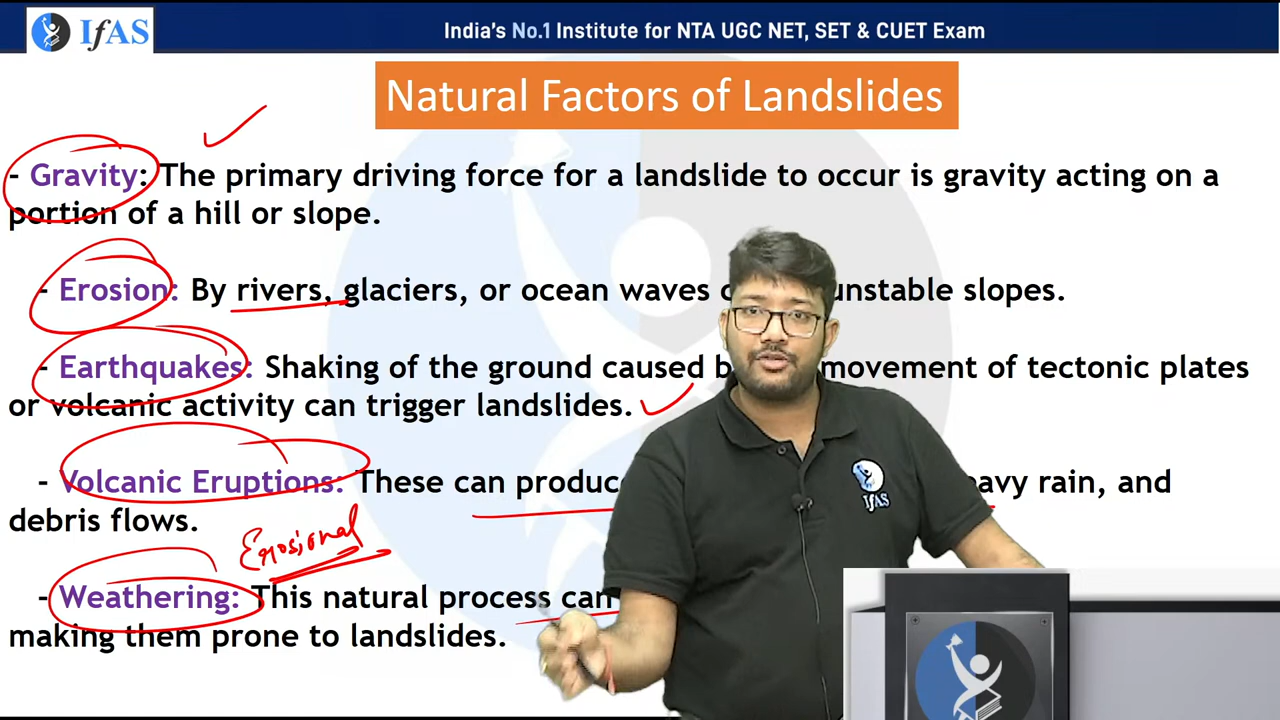 IfAS
India's No.1 Institute for NTA UGC NET, SET & CUET Exam
Natural Factors of Landslides
- Gravity: The primary driving force for a landslide to occur is gravity acting on a
portion of a hill or slope.
- Erosion: By rivers, glaciers, or ocean waves unstable slopes.
- Earthquakes: Shaking of the ground caused movement of tectonic plates
or volcanic activity can trigger landslides.
- Volcanic Eruptions: These can rain, and
debris flows.
Erosional
- Weathering: This natural process can
making them prone to landslides.
IfAS